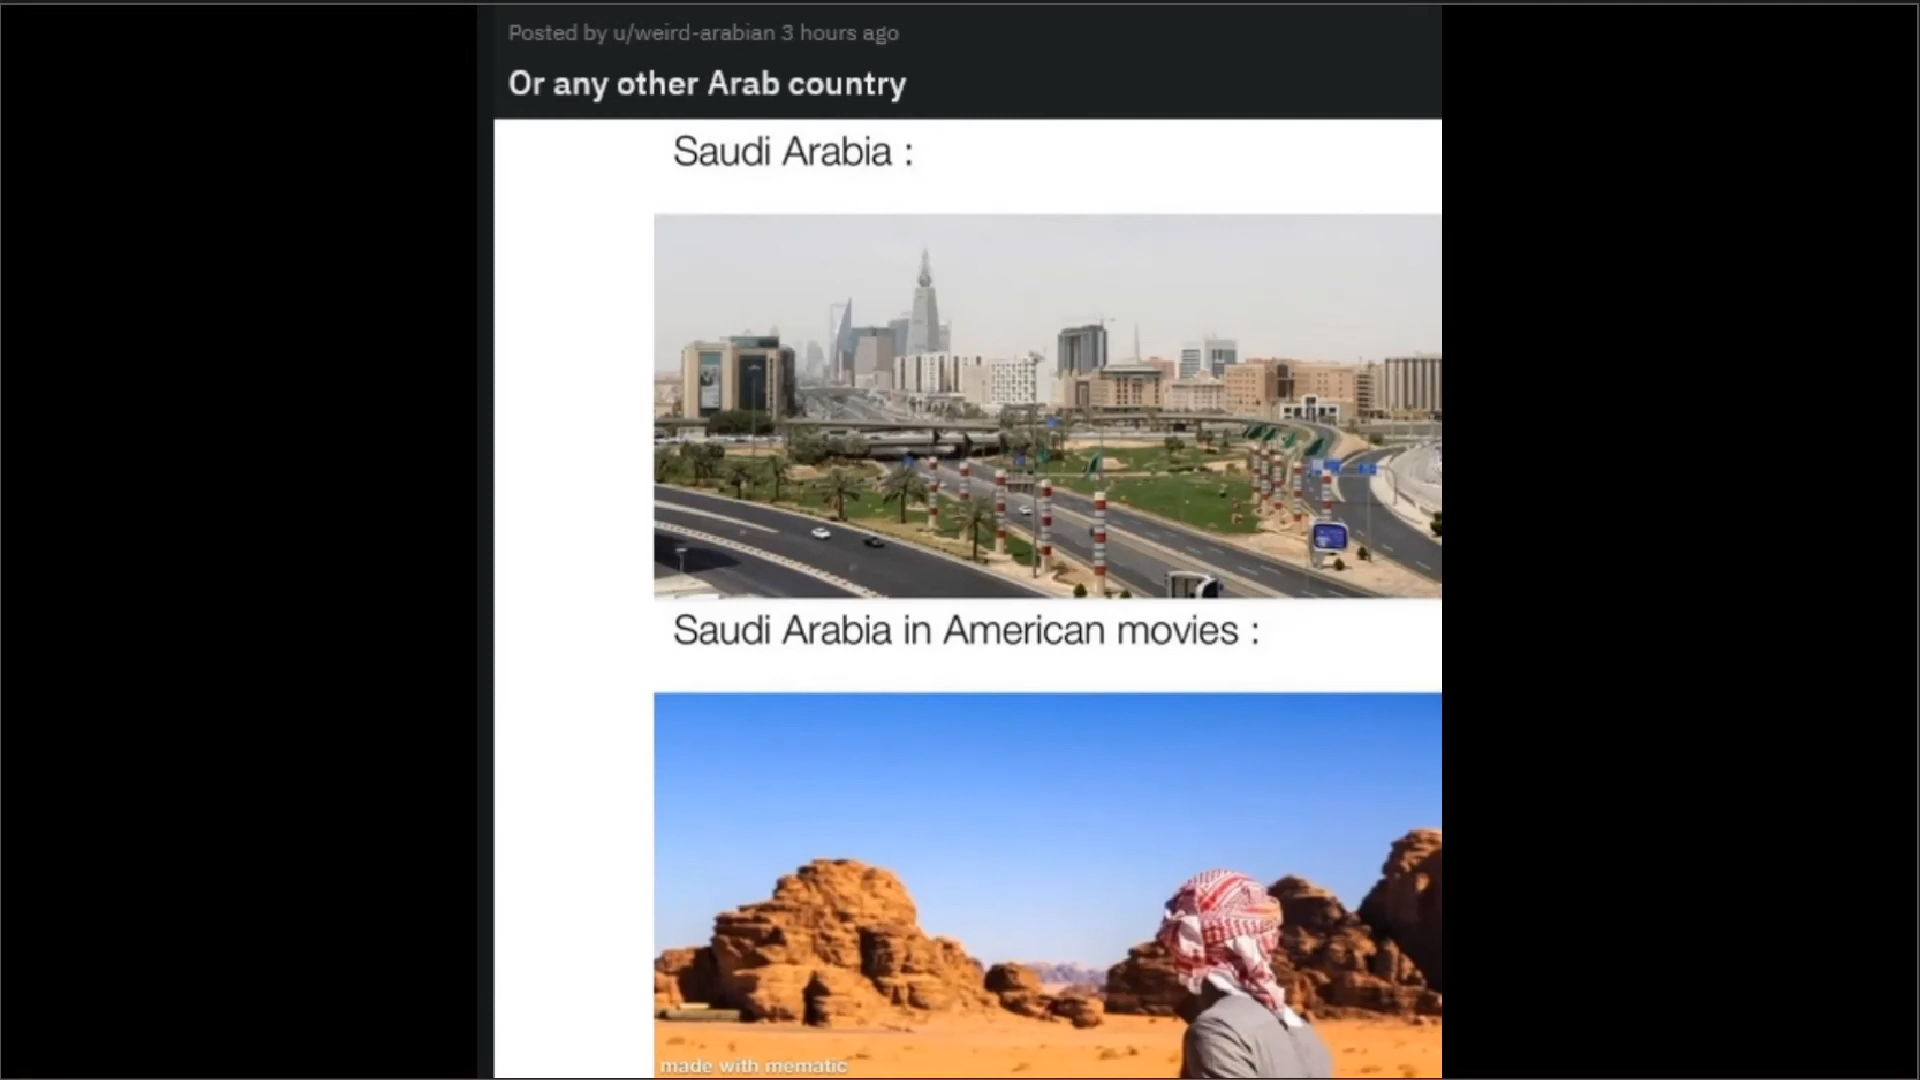 Posted by u/weird-arabian 3 hours ago
Or any other Arab country
Saudi Arabia :
Saudi Arabia in American movies :
made with mematic